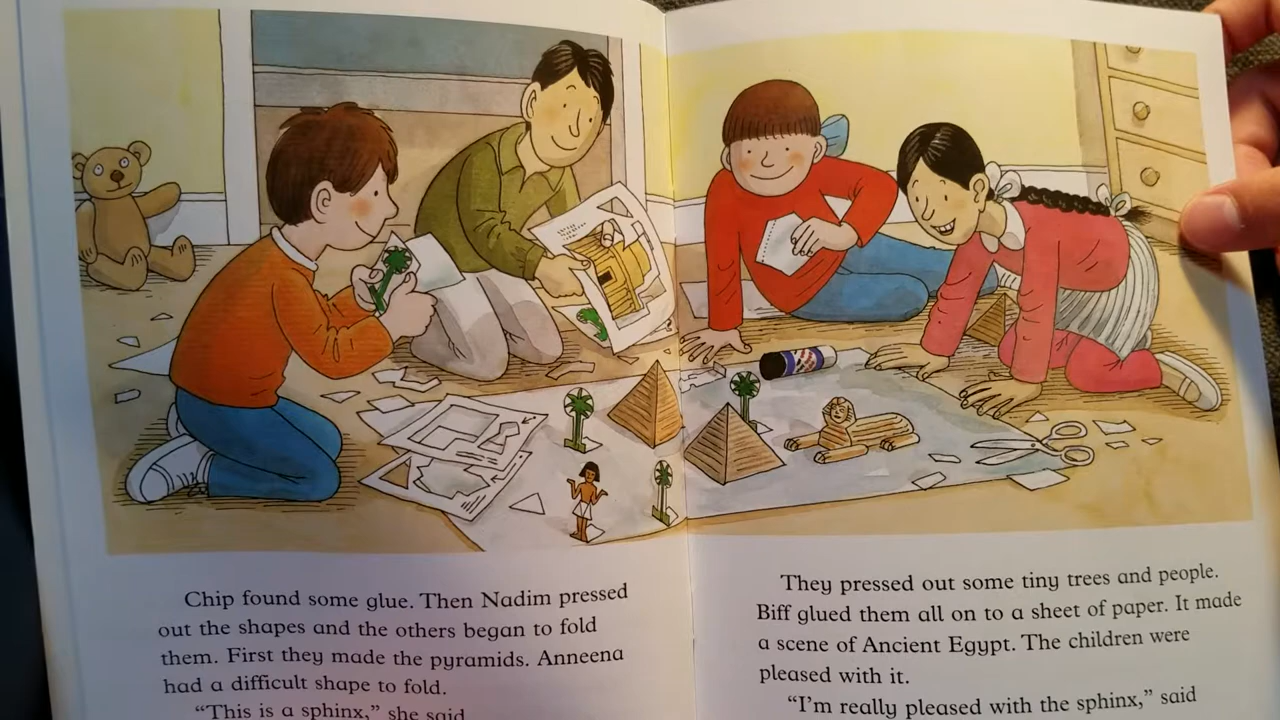 Chip found some glue. Then Nadim pressed
out the shapes and the others began to fold
them. First they made the pyramids. Anneena
had a difficult shape to fold.
“This is a sphinx,” she said
They pressed out some tiny trees and people.
Biff glued them all on to a sheet of paper. It made
a scene of Ancient Egypt. The children were
pleased with it.
“I’m really pleased with the sphinx,” said